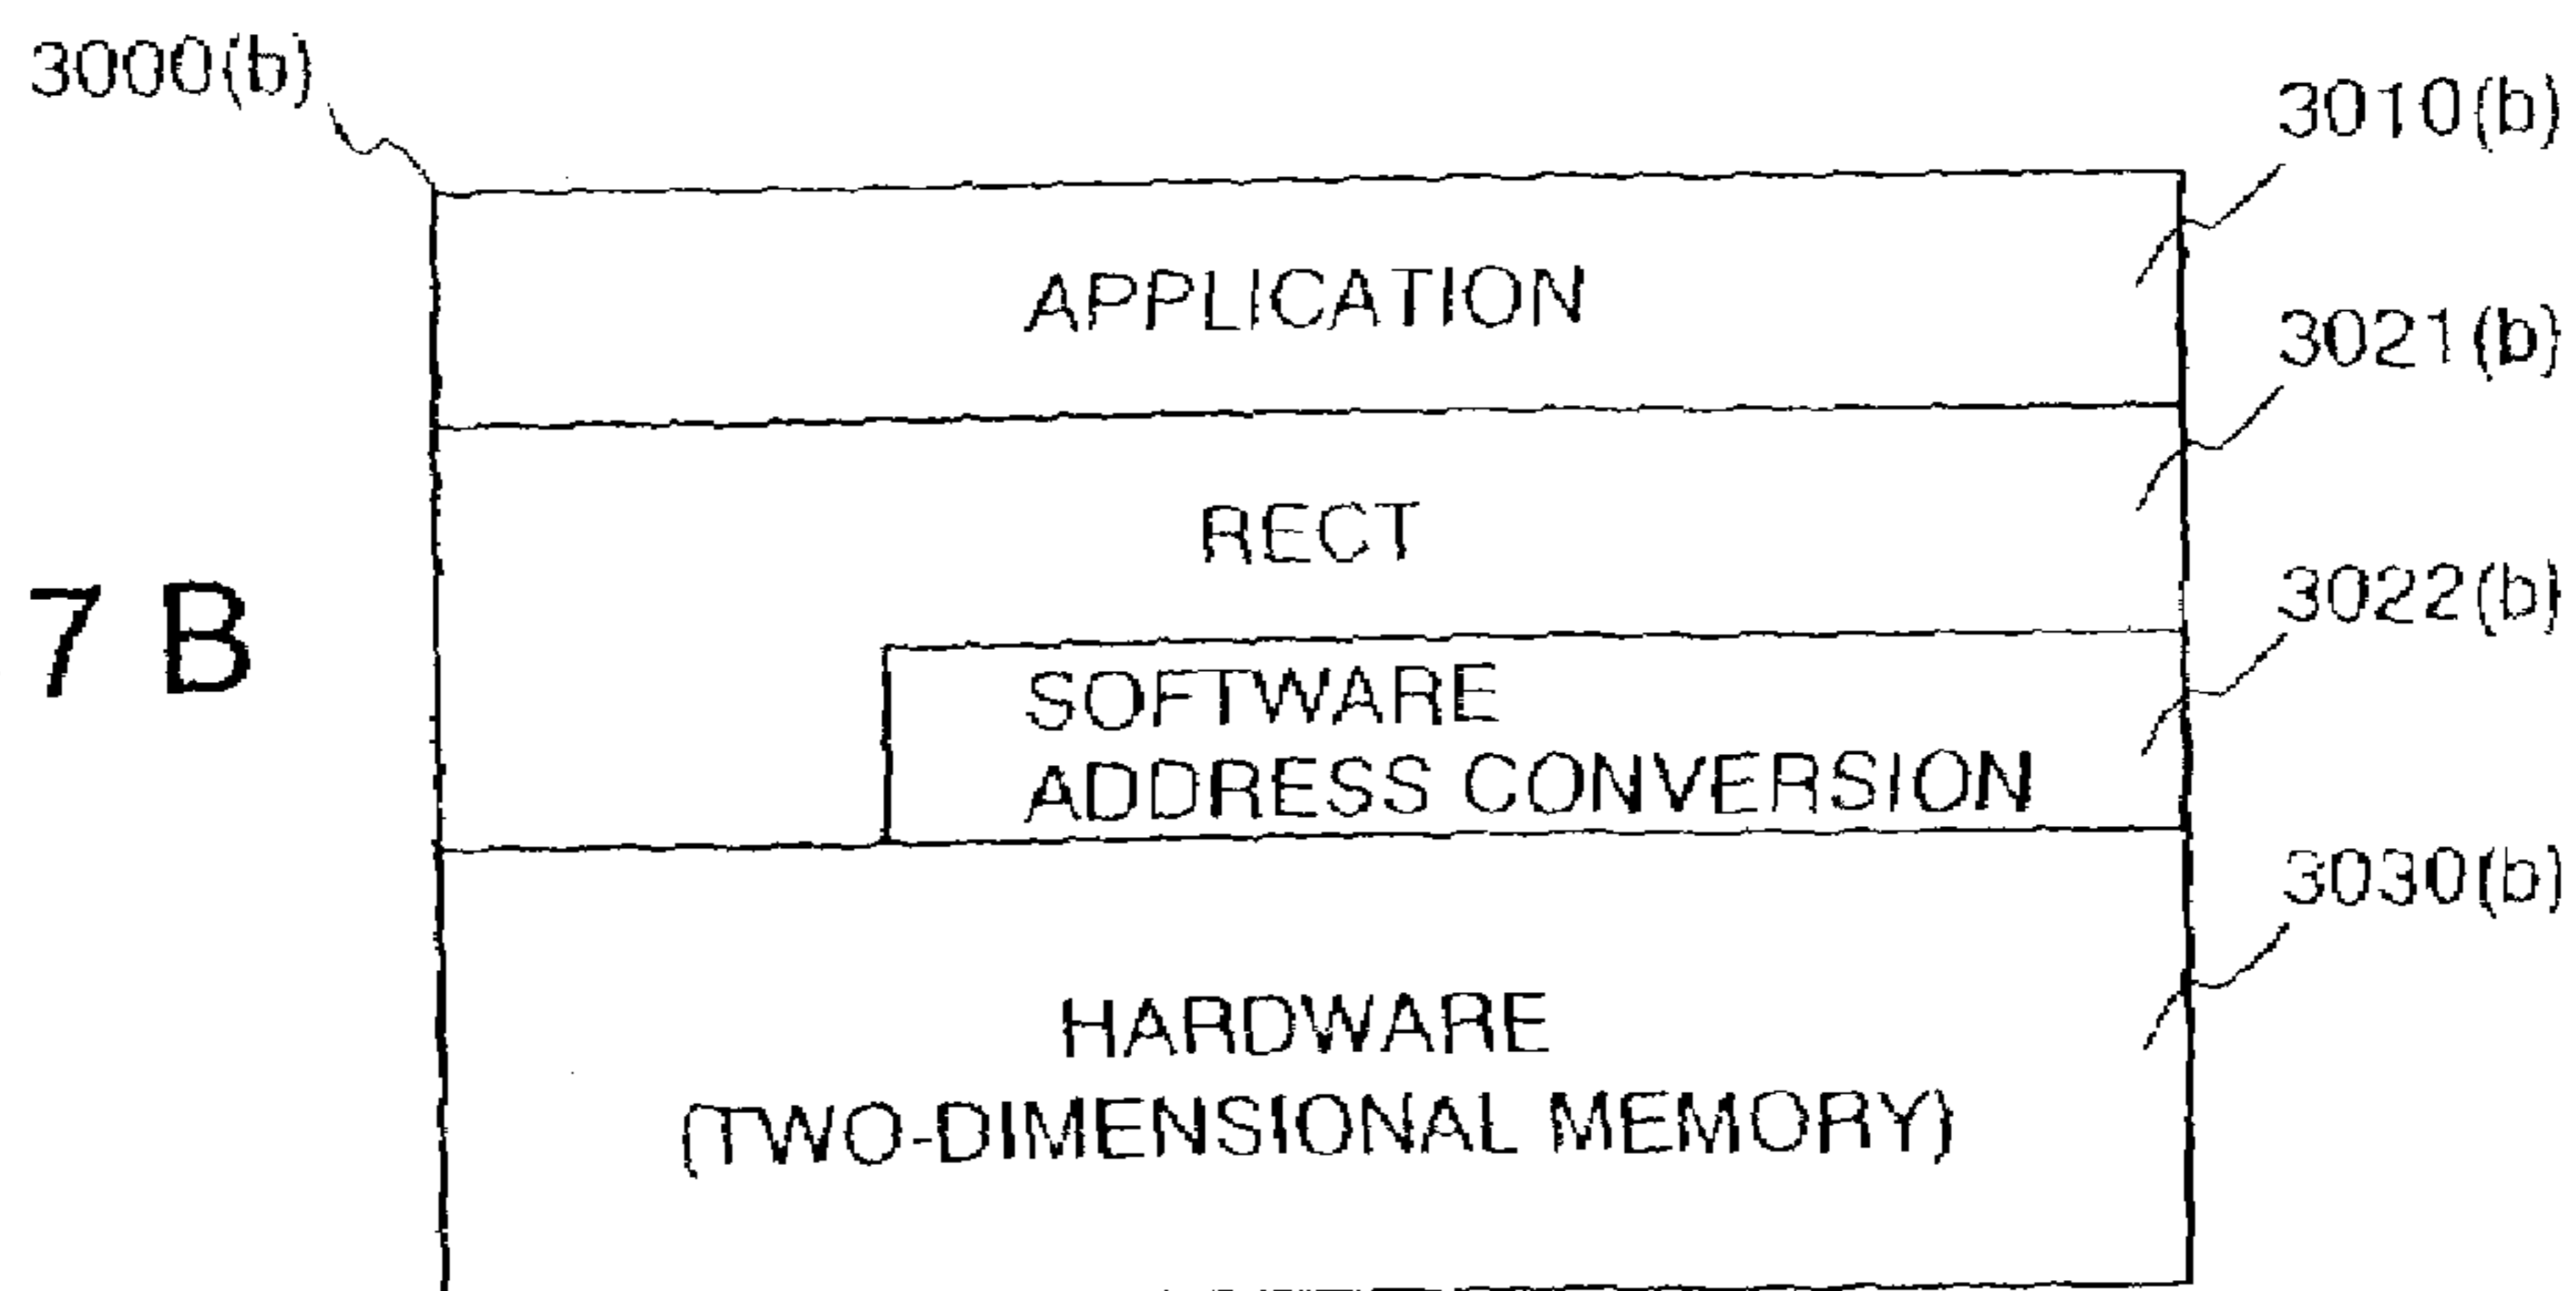 3000(b)
3010(b)
APPLICATION
3021(b)
RECT
7 B
3022(b)
SOFTWARE
ADDRESS CONVERSION
3030(b)
HARDWARE
(TWO-DIMENSIONAL MEMORY)